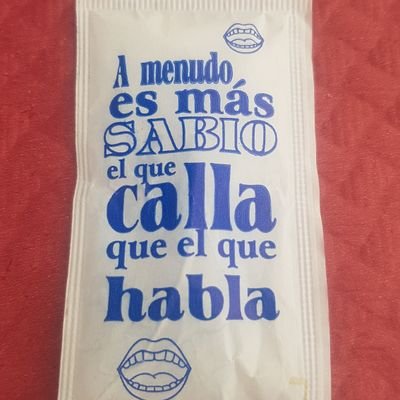 A menudo
es más
SABIO
el que
calla
que el que
habla